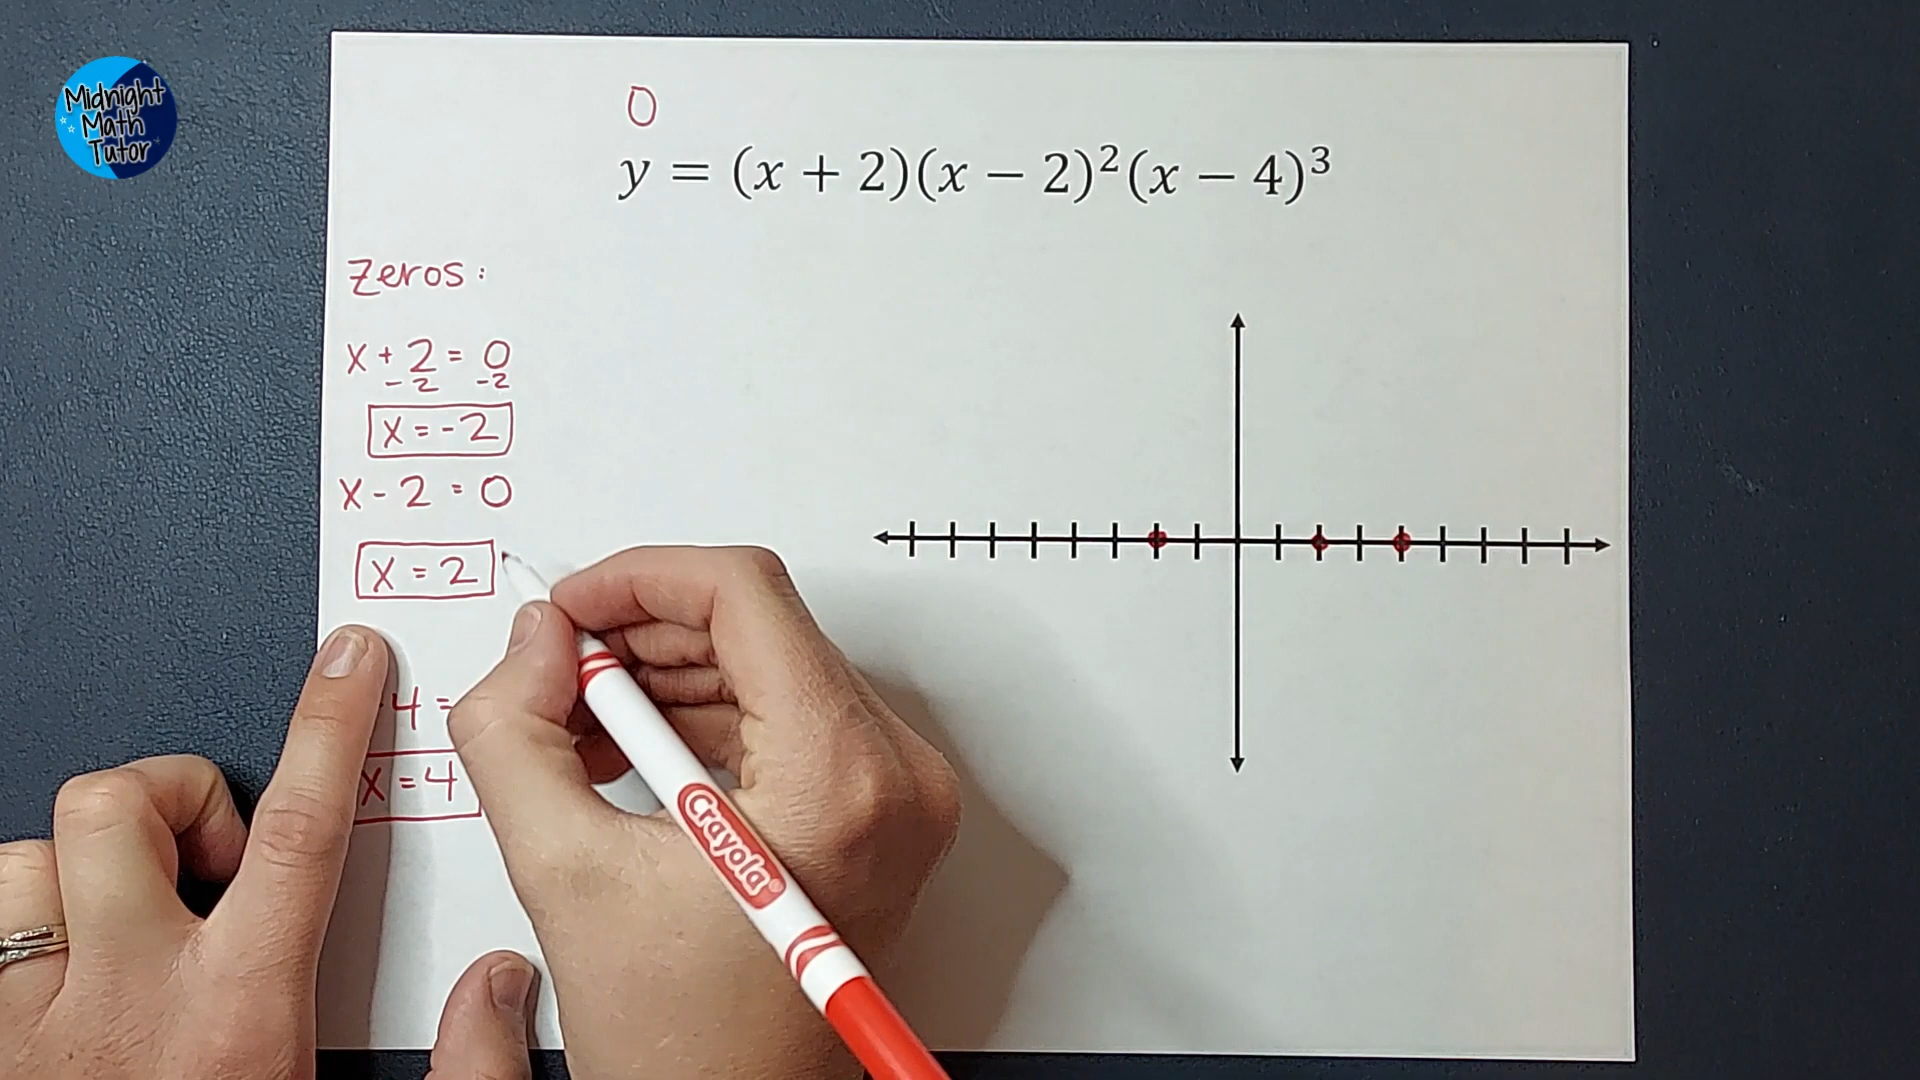 Midnight
Math
Tutor
0
y = (x + 2)(x − 2)²(x − 4)³
Zeros:
x + 2 = 0
-2 -2
x = -2
x - 2 = 0
x = 2
4 =
x = 4
Crayola®